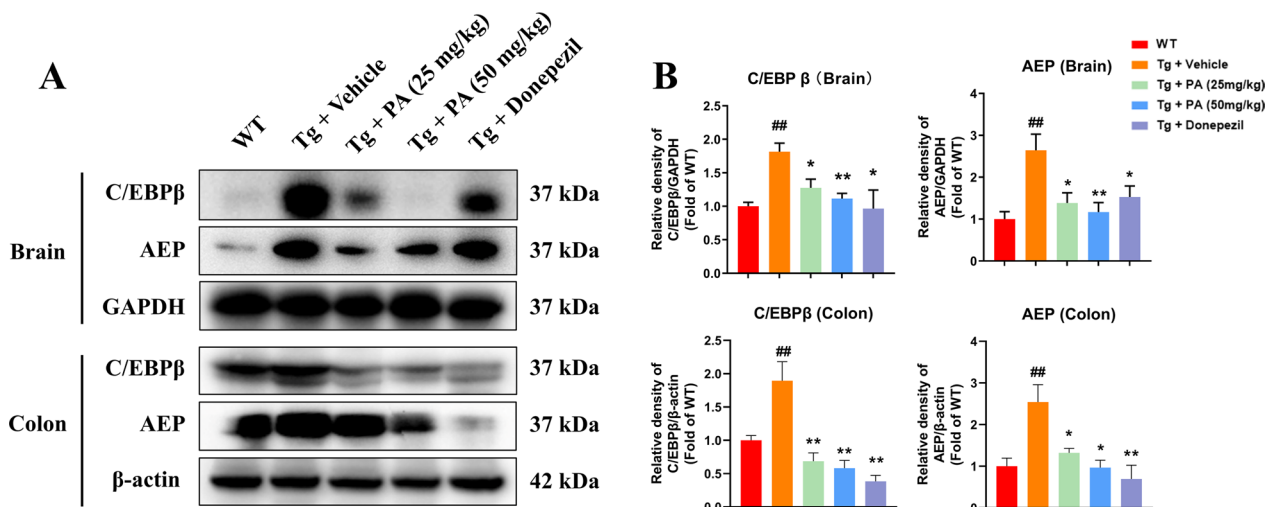 A
WT
Tg + Vehicle
Tg + PA (25 mg/kg)
Tg + PA (50 mg/kg)
Tg + Donepezil
Brain
C/EBPβ
37 kDa
AEP
37 kDa
GAPDH
37 kDa
Colon
C/EBPβ
37 kDa
AEP
37 kDa
β-actin
42 kDa
B
WT
Tg + Vehicle
Tg + PA (25mg/kg)
Tg + PA (50mg/kg)
Tg + Donepezil
C/EBP β (Brain)
Relative density of
C/EBPβ/GAPDH
(Fold of WT)
2.5
2.0
1.5
1.0
0.5
0.0
##
*
**
*
AEP (Brain)
Relative density of
AEP/GAPDH
(Fold of WT)
4
3
2
1
0
##
*
**
*
C/EBPβ (Colon)
Relative density of
C/EBPβ/β-actin
(Fold of WT)
2.5
2.0
1.5
1.0
0.5
0.0
##
**
**
**
AEP (Colon)
Relative density of
AEP/β-actin
(Fold of WT)
4
3
2
1
0
##
*
*
**